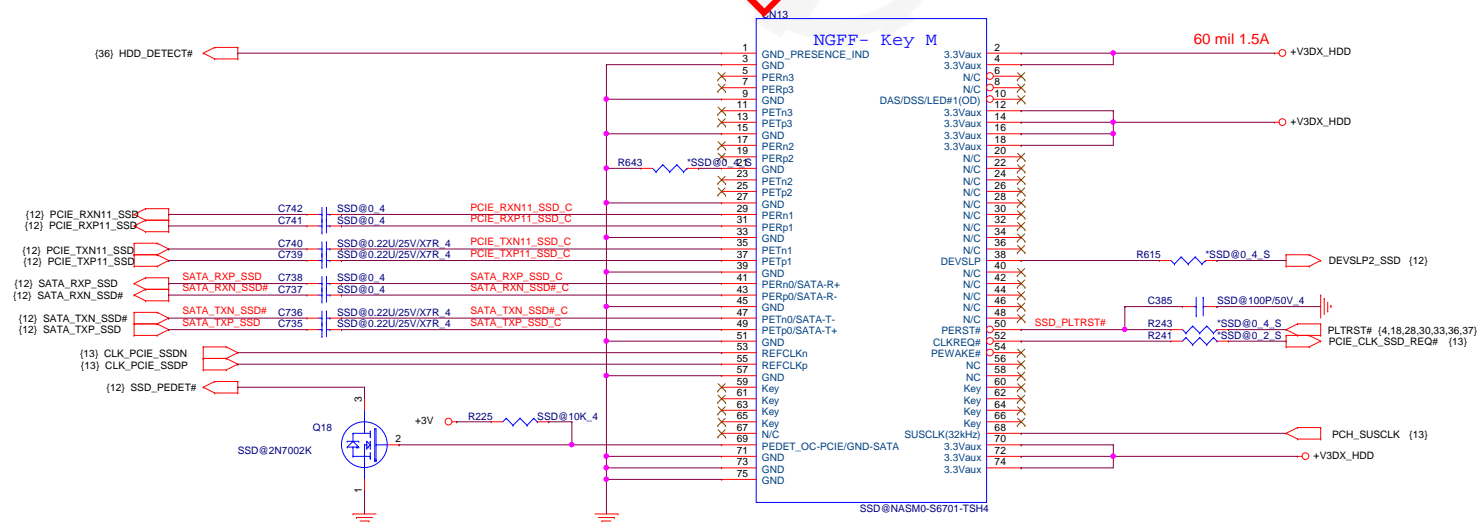 CN13
NGFF- Key M
60 mil 1.5A
{36} HDD_DETECT#
1 GND_PRESENCE_IND
3 GND
5 PERn3
7 PERp3
9 GND
11 PETn3
13 PETp3
15 GND
17 PERn2
19 PERp2
R643 *SSD@0_4_S
21 GND
23 PETn2
25 PETp2
27 GND
{12} PCIE_RXN11_SSD C742 SSD@0_4 PCIE_RXN11_SSD_C 29 PERn1
{12} PCIE_RXP11_SSD C741 SSD@0_4 PCIE_RXP11_SSD_C 31 PERp1
33 GND
{12} PCIE_TXN11_SSD C740 SSD@0.22U/25V/X7R_4 PCIE_TXN11_SSD_C 35 PETn1
{12} PCIE_TXP11_SSD C739 SSD@0.22U/25V/X7R_4 PCIE_TXP11_SSD_C 37 PETp1
39 GND
{12} SATA_RXP_SSD SATA_RXP_SSD C738 SSD@0_4 SATA_RXP_SSD_C 41 PERn0/SATA-R+
{12} SATA_RXN_SSD# SATA_RXN_SSD# C737 SSD@0_4 SATA_RXN_SSD#_C 43 PERp0/SATA-R-
45 GND
{12} SATA_TXN_SSD# SATA_TXN_SSD# C736 SSD@0.22U/25V/X7R_4 SATA_TXN_SSD#_C 47 PETn0/SATA-T-
{12} SATA_TXP_SSD SATA_TXP_SSD C735 SSD@0.22U/25V/X7R_4 SATA_TXP_SSD_C 49 PETp0/SATA-T+
51 GND
{13} CLK_PCIE_SSDN 53 REFCLKn
{13} CLK_PCIE_SSDP 55 REFCLKp
57 GND
{12} SSD_PEDET#
59 Key
61 Key
63 Key
65 Key
67 N/C
3
Q18
SSD@2N7002K
2
1
+3V R225 SSD@10K_4
69 PEDET_OC-PCIE/GND-SATA
71 GND
73 GND
75 GND
3.3Vaux 2 +V3DX_HDD
3.3Vaux 4
N/C 6
N/C 8
DAS/DSS/LED#1(OD) 10
3.3Vaux 12
3.3Vaux 14 +V3DX_HDD
3.3Vaux 16
3.3Vaux 18
N/C 20
N/C 22
N/C 24
N/C 26
N/C 28
N/C 30
N/C 32
N/C 34
N/C 36
DEVSLP 38 R615 *SSD@0_4_S DEVSLP2_SSD {12}
N/C 40
N/C 42
N/C 44
N/C 46
N/C 48
C385 SSD@100P/50V_4
PERST# 50 SSD_PLTRST# R243 *SSD@0_4_S PLTRST# {4,18,28,30,33,36,37}
CLKREQ# 52 R241 *SSD@0_2_S PCIE_CLK_SSD_REQ# {13}
PEWAKE# 54
NC 56
NC 58
Key 60
Key 62
Key 64
Key 66
SUSCLK(32kHz) 68 PCH_SUSCLK {13}
3.3Vaux 70
3.3Vaux 72 +V3DX_HDD
3.3Vaux 74
SSD@NASM0-S6701-TSH4